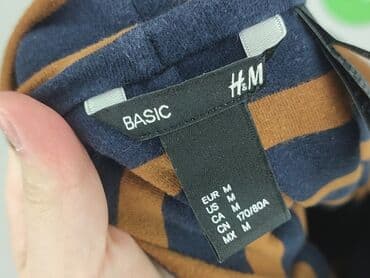 BASIC H&M
EUR M
US M
CA M
CN 170/80A
MX M